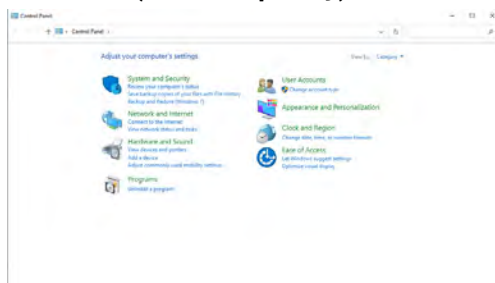 Control Panel
Control Panel
Adjust your computer's settings
View by: Category
System and Security
Review your computer's status
Save backup copies of your files with File History
Backup and Restore (Windows 7)
Network and Internet
Connect to the Internet
View network status and tasks
Hardware and Sound
View devices and printers
Add a device
Adjust commonly used mobility settings
Programs
Uninstall a program
User Accounts
Change account type
Appearance and Personalization
Clock and Region
Change date, time, or number formats
Ease of Access
Let Windows suggest settings
Optimize visual display